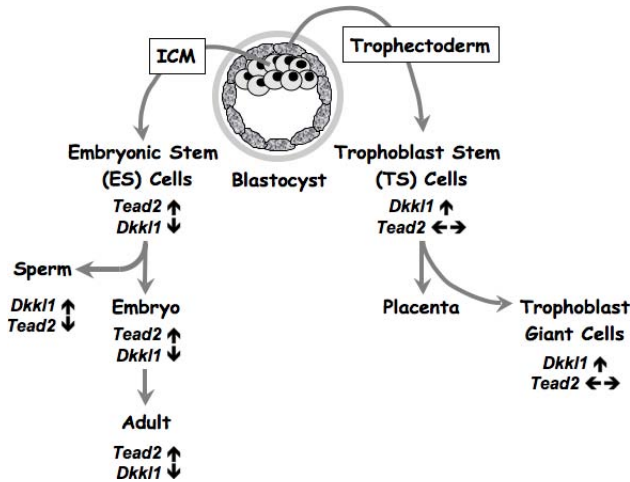 ICM
Trophectoderm
Blastocyst
Embryonic Stem
(ES) Cells
Tead2 ↑
Dkkl1 ↓
Trophoblast Stem
(TS) Cells
Dkkl1 ↑
Tead2 ←→
Sperm
Dkkl1 ↑
Tead2 ↓
Embryo
Tead2 ↑
Dkkl1 ↓
Adult
Tead2 ↑
Dkkl1 ↓
Placenta
Trophoblast
Giant Cells
Dkkl1 ↑
Tead2 ←→